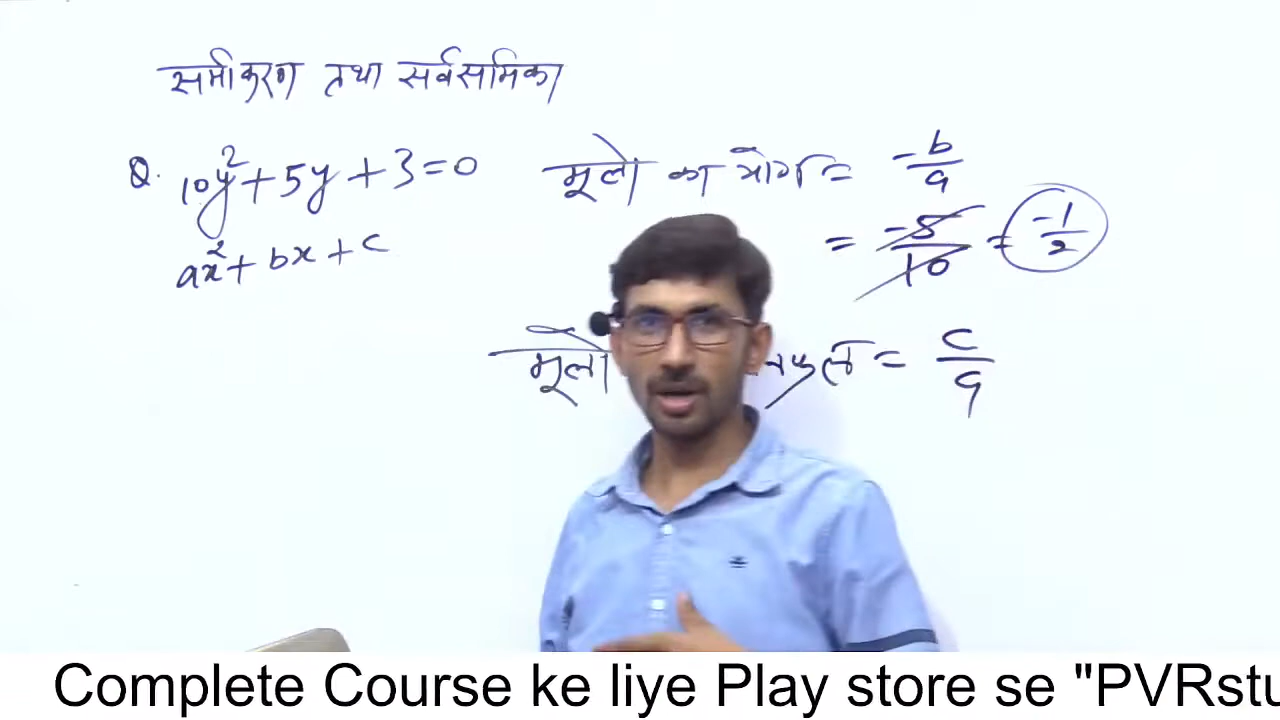 समीकरण तथा सर्वसमिका
Q. 10y²+5y+3=0
ax²+bx+c
मूलो का योग = -b/a
= -5/10 = -1/2
मूलो = c/a
Complete Course ke liye Play store se "PVRstu